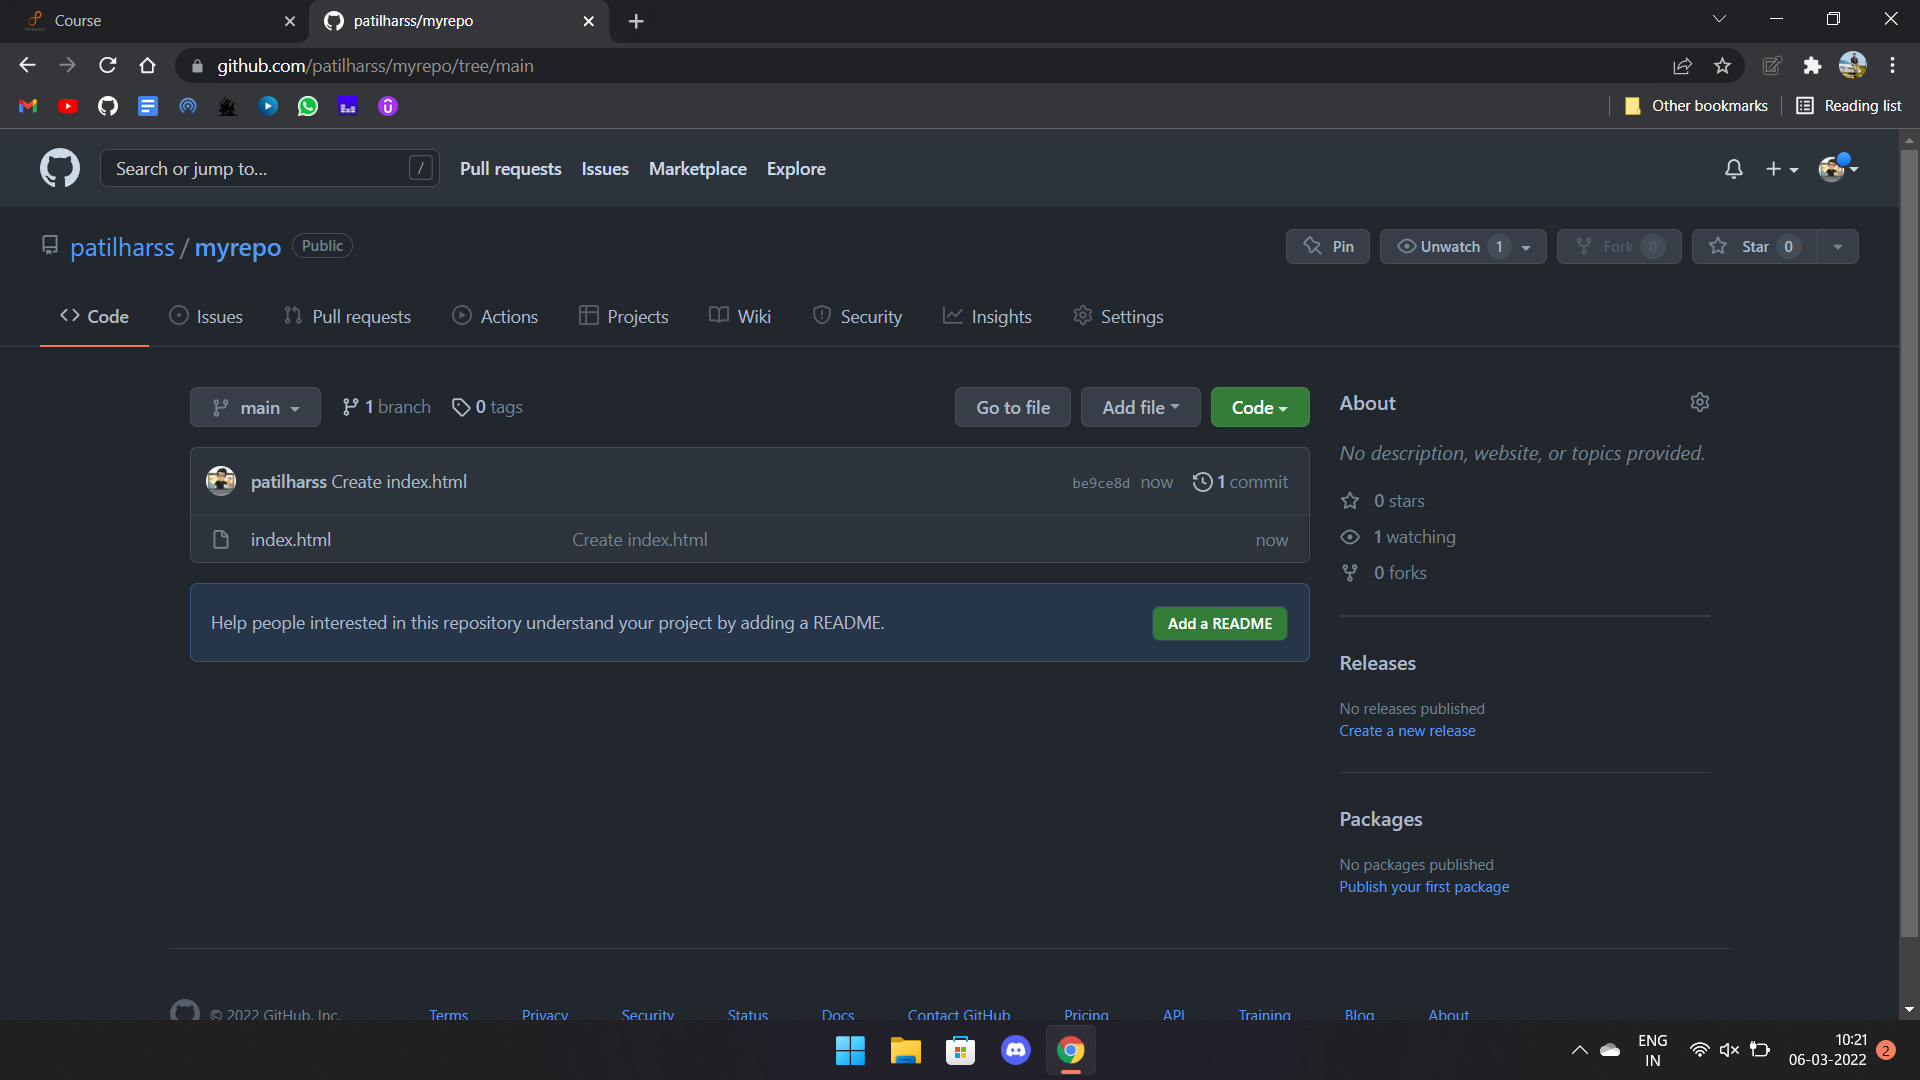 Course
patilharss/myrepo
github.com/patilharss/myrepo/tree/main
Other bookmarks
Reading list
Search or jump to...
/
Pull requests
Issues
Marketplace
Explore
patilharss / myrepo
Public
Pin
Unwatch 1
Fork 0
Star 0
Code
Issues
Pull requests
Actions
Projects
Wiki
Security
Insights
Settings
main
1 branch
0 tags
Go to file
Add file
Code
patilharss Create index.html
be9ce8d now
1 commit
index.html
Create index.html
now
Help people interested in this repository understand your project by adding a README.
Add a README
About
No description, website, or topics provided.
0 stars
1 watching
0 forks
Releases
No releases published
Create a new release
Packages
No packages published
Publish your first package
© 2022 GitHub, Inc.
Terms
Privacy
Security
Status
Docs
Contact GitHub
Pricing
API
Training
Blog
About
ENG
IN
10:21
06-03-2022
2